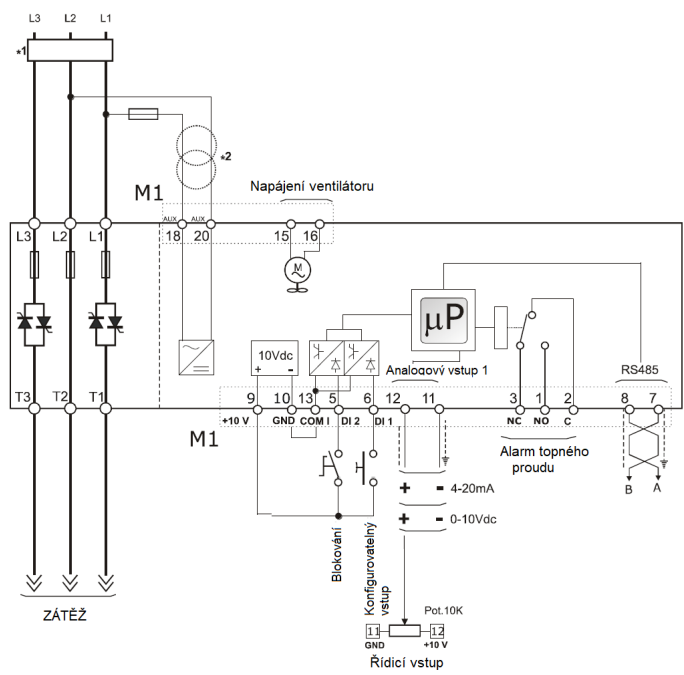 L3 L2 L1
*1
*2
M1
Napájení ventilátoru
AUX AUX
18 20 15 16
L3 L2 L1
M
µP
10Vdc
+ -
Analogový vstup 1
RS485
T3 T2 T1
9 10 13 5 6 12 11 3 1 2 8 7
+10 V GND COM I DI 2 DI 1 NC NO C
M1
Alarm topného
proudu
+ - 4-20mA
B A
+ - 0-10Vdc
Blokování
Konfigurovatelný
vstup
ZÁTĚŽ
Pot.10K
11 12
GND +10 V
Řídicí vstup